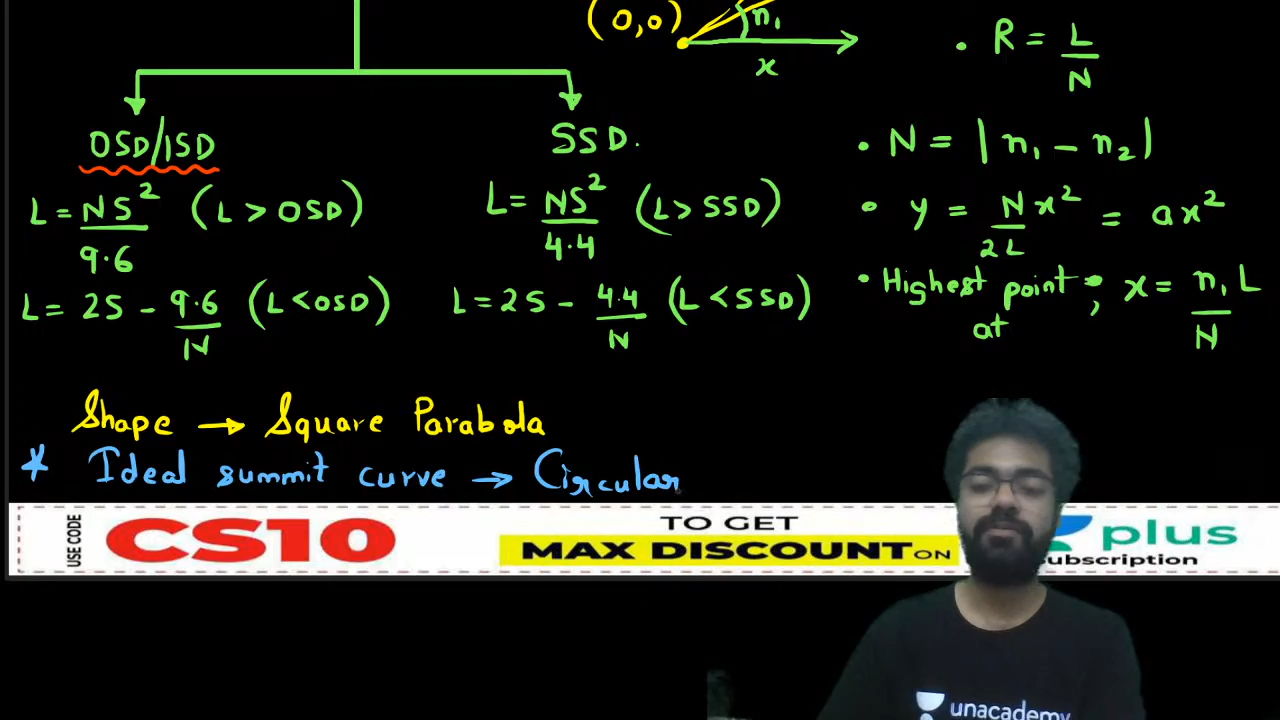 (0,0)
n₁
x
• R = L/N
OSD/ISD
SSD.
• N = | n₁ - n₂ |
L = NS²/9.6 (L > OSD)
L = NS²/4.4 (L > SSD)
• y = N/2L x² = ax²
L = 2S - 9.6/N (L < OSD)
L = 2S - 4.4/N (L < SSD)
• Highest point ; x = n₁L/N
at
Shape → Square Parabola
* Ideal summit curve → Circular
USE CODE
CS10
TO GET
MAX DISCOUNT ON
plus
subscription
unacademy